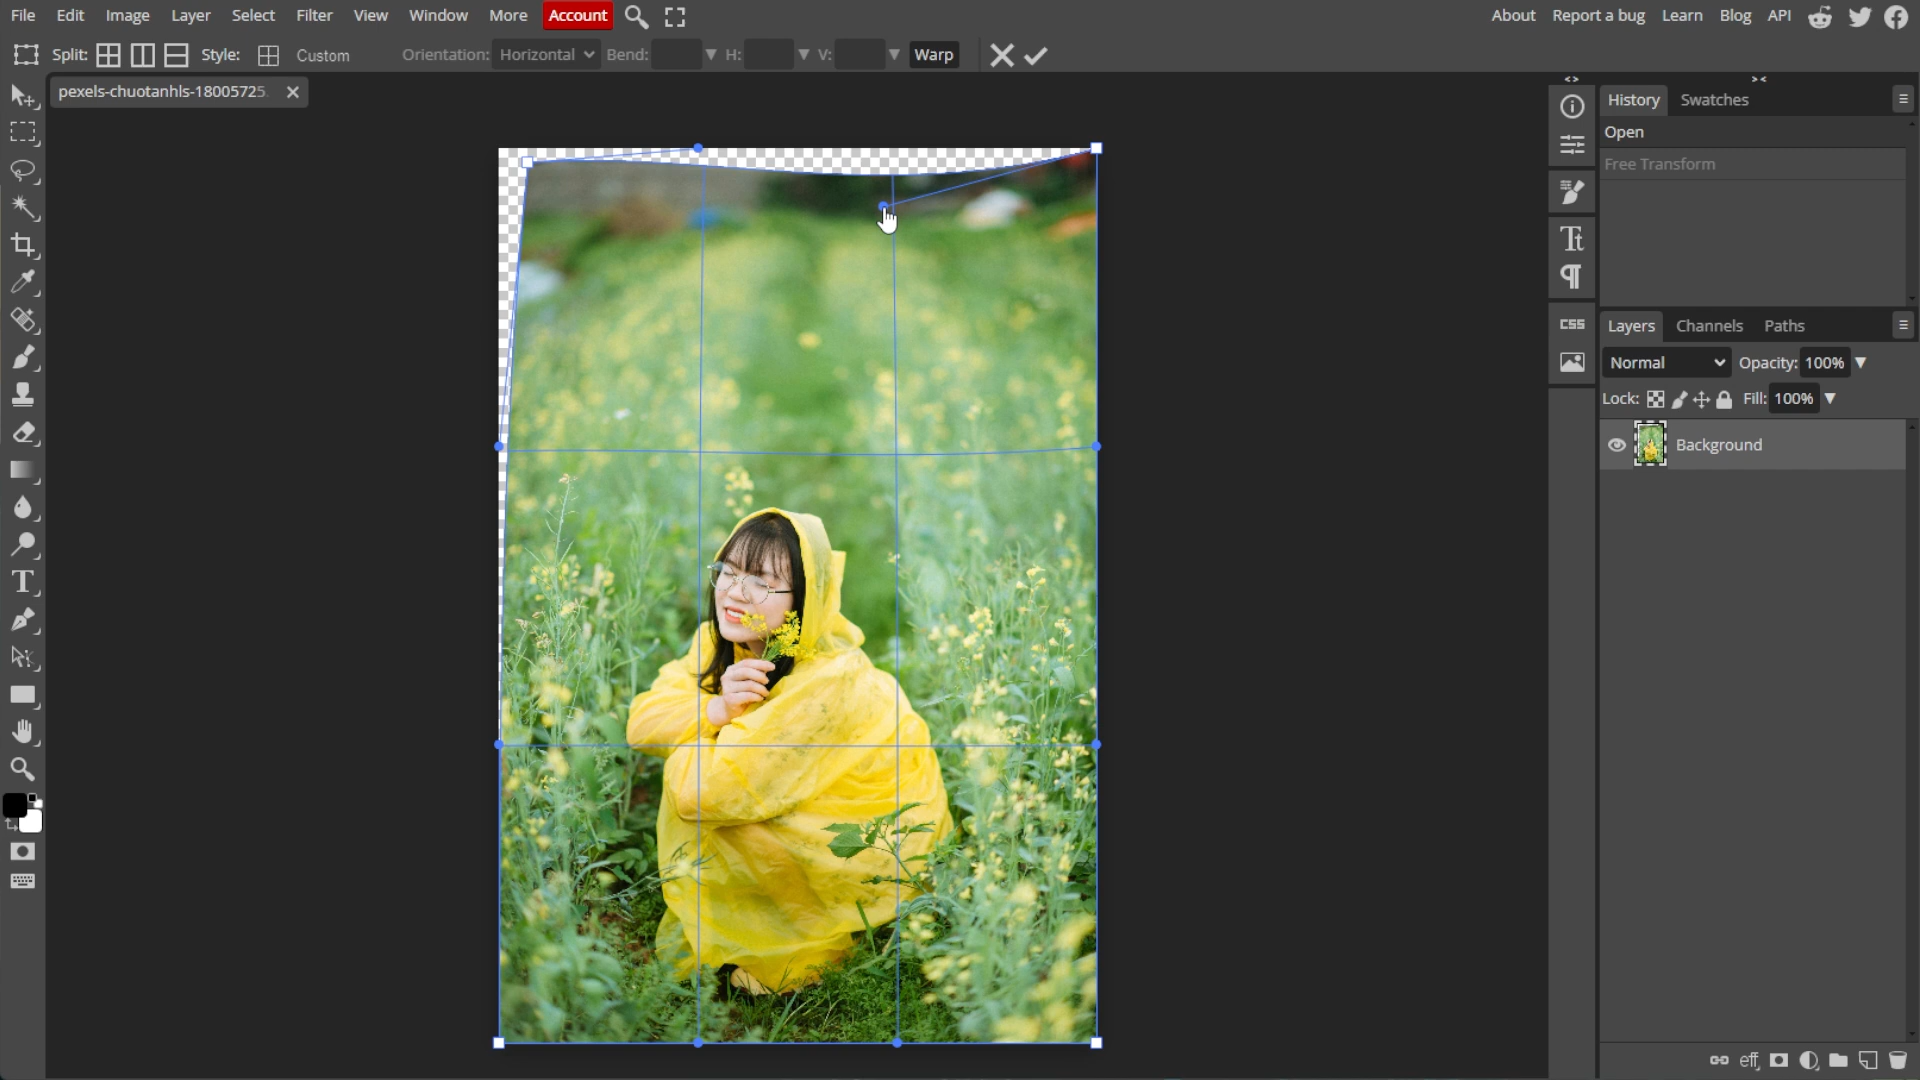 File Edit Image Layer Select Filter View Window More Account About Report a bug Learn Blog API
Split: Style: Custom Orientation: Horizontal Bend: H: V: Warp
pexels-chuotanhls-18005725.
History Swatches
Open
Free Transform
CSS
Layers Channels Paths
Normal Opacity: 100%
Lock: Fill: 100%
Background
eff